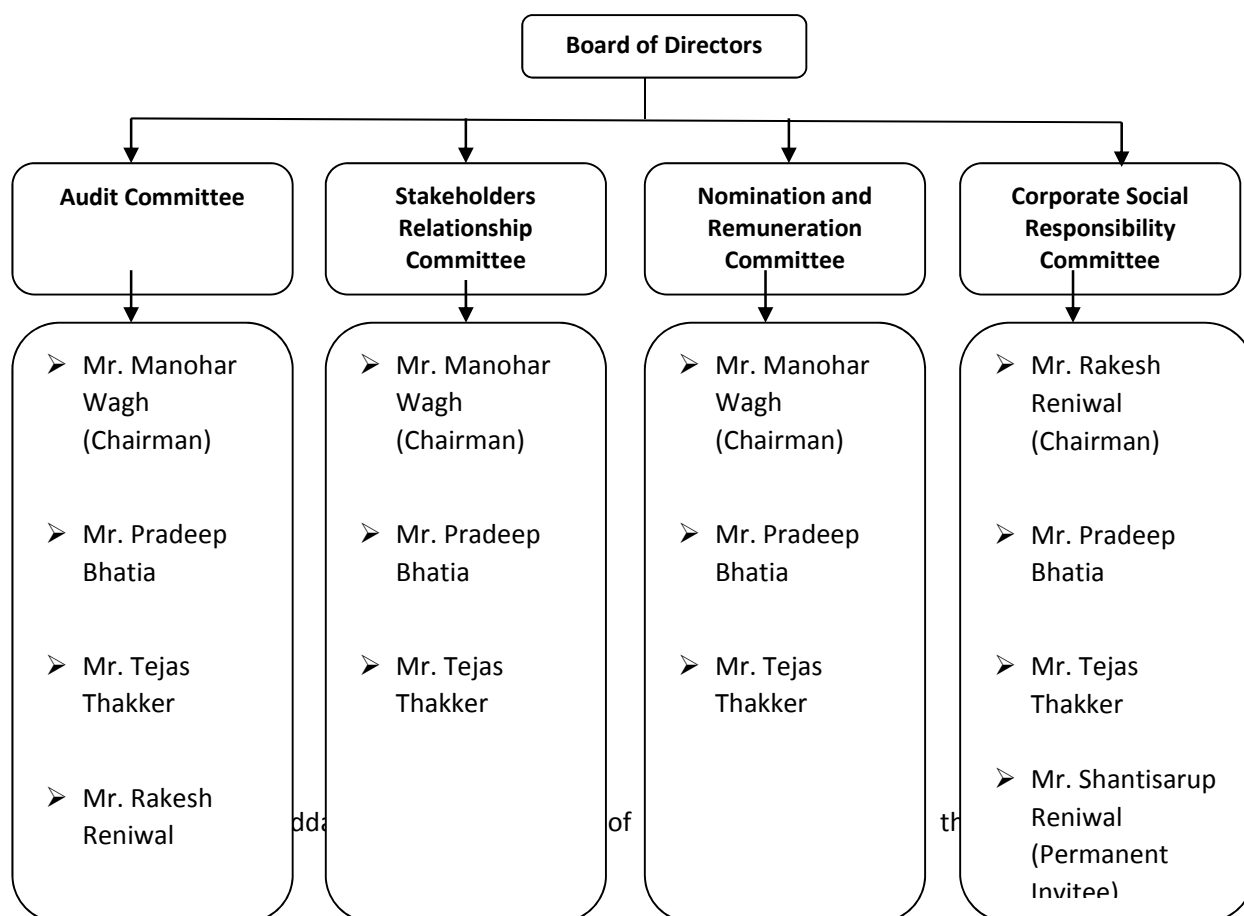 Board of Directors
Audit Committee
Stakeholders
Relationship
Committee
Nomination and
Remuneration
Committee
Corporate Social
Responsibility
Committee
➢ Mr. Manohar
Wagh
(Chairman)
➢ Mr. Pradeep
Bhatia
➢ Mr. Tejas
Thakker
➢ Mr. Rakesh
Reniwal
➢ Mr. Manohar
Wagh
(Chairman)
➢ Mr. Pradeep
Bhatia
➢ Mr. Tejas
Thakker
➢ Mr. Manohar
Wagh
(Chairman)
➢ Mr. Pradeep
Bhatia
➢ Mr. Tejas
Thakker
➢ Mr. Rakesh
Reniwal
(Chairman)
➢ Mr. Pradeep
Bhatia
➢ Mr. Tejas
Thakker
➢ Mr. Shantisarup
Reniwal
(Permanent
Invitee)
of